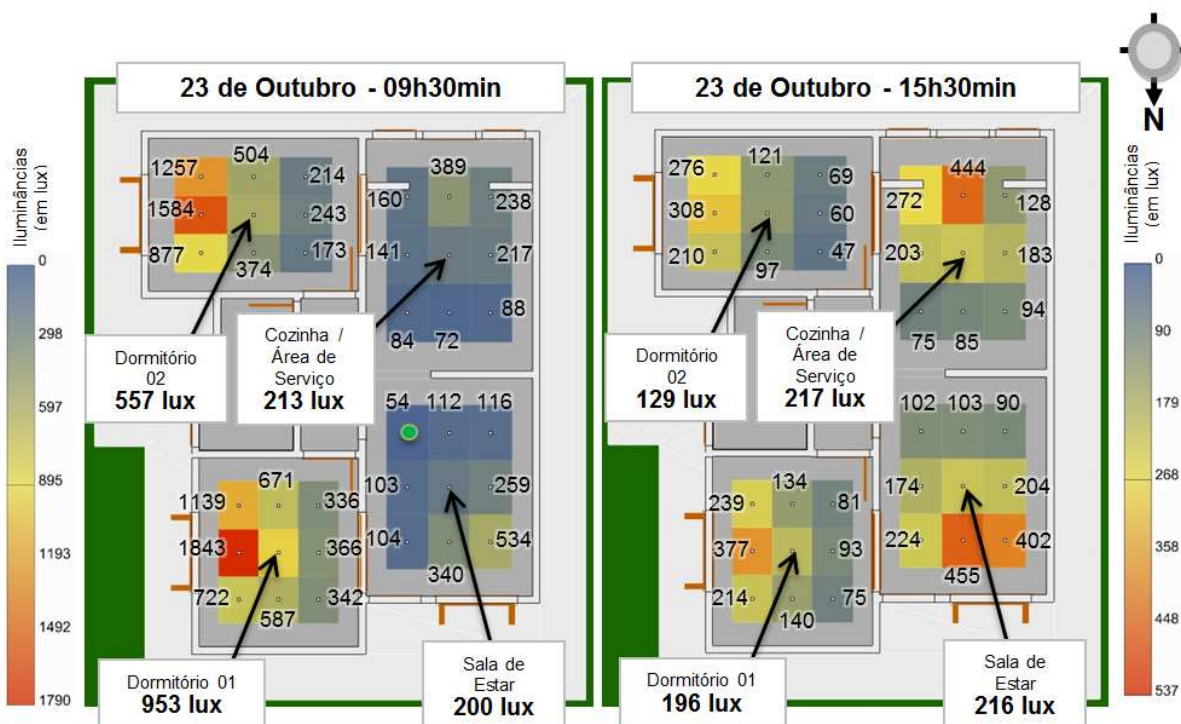 23 de Outubro - 09h30min
23 de Outubro - 15h30min
N
Iluminâncias
(em lux)
0
298
597
895
1193
1492
1790
1257
504
214
1584
243
877
374
173
389
160
238
141
217
84
72
88
Dormitório
02
557 lux
Cozinha /
Área de
Serviço
213 lux
54
112
116
103
259
104
340
534
1139
671
336
1843
366
722
587
342
Dormitório 01
953 lux
Sala de
Estar
200 lux
276
121
69
308
60
210
97
47
444
272
128
203
183
75
85
94
Dormitório
02
129 lux
Cozinha /
Área de
Serviço
217 lux
102
103
90
174
204
224
455
402
239
134
81
377
93
214
140
75
Dormitório 01
196 lux
Sala de
Estar
216 lux
Iluminâncias
(em lux)
0
90
179
268
358
448
537